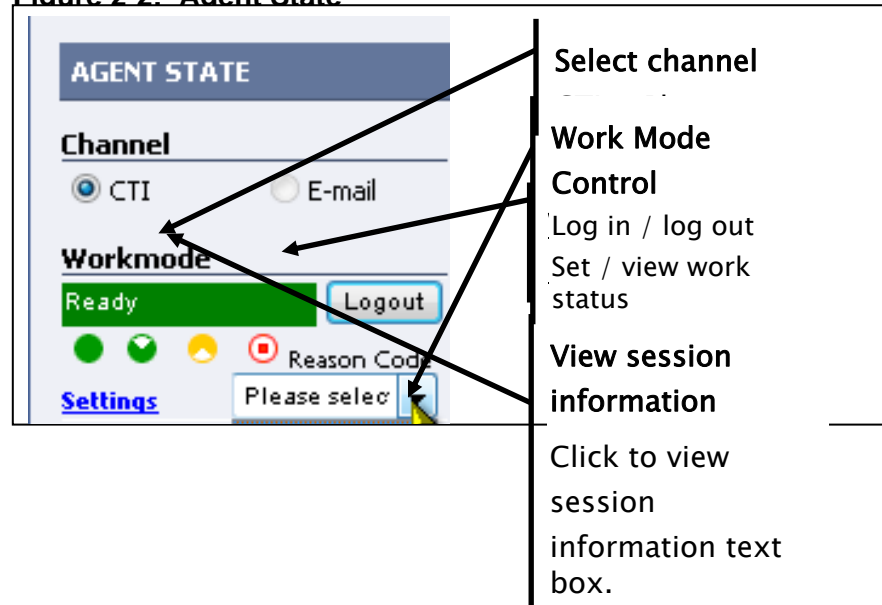 Figure 2-2. Agent State
AGENT STATE
Channel
CTI
E-mail
Workmode
Ready
Logout
Reason Code
Settings
Please selec
Select channel
Work Mode
Control
Log in / log out
Set / view work
status
View session
information
Click to view
session
information text
box.